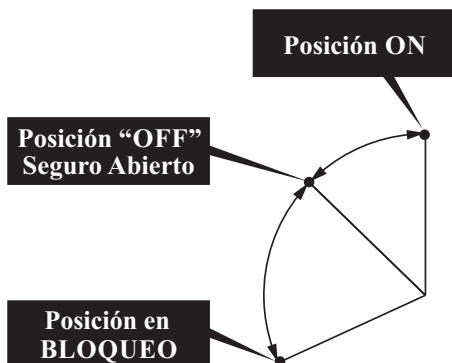 Posición ON
Posición “OFF”
Seguro Abierto
Posición en
BLOQUEO